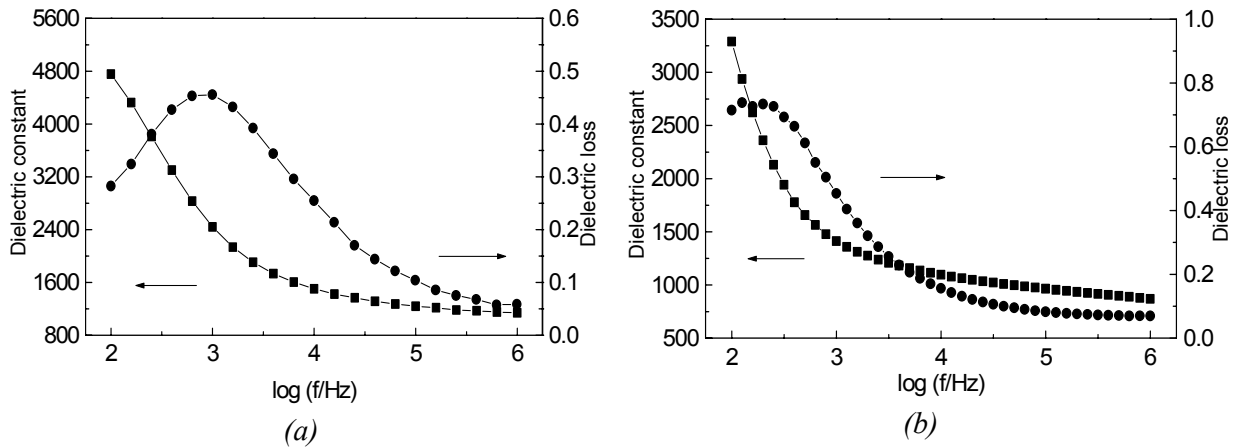 5600
4800
4000
3200
2400
1600
800
Dielectric constant
0.6
0.5
0.4
0.3
0.2
0.1
0.0
Dielectric loss
2 3 4 5 6
log (f/Hz)
(a)
3500
3000
2500
2000
1500
1000
500
Dielectric constant
1.0
0.8
0.6
0.4
0.2
0.0
Dielectric loss
2 3 4 5 6
log (f/Hz)
(b)